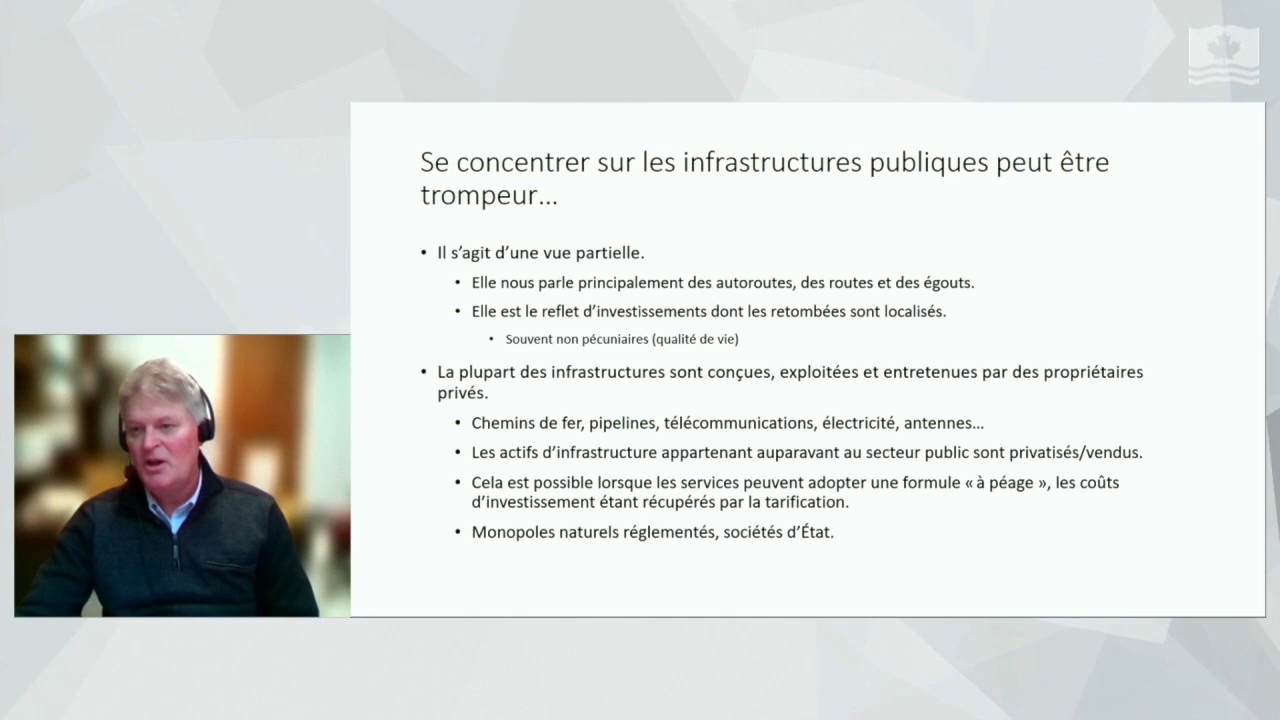 Se concentrer sur les infrastructures publiques peut être
trompeur...
• Il s’agit d’une vue partielle.
• Elle nous parle principalement des autoroutes, des routes et des égouts.
• Elle est le reflet d’investissements dont les retombées sont localisés.
• Souvent non pécuniaires (qualité de vie)
• La plupart des infrastructures sont conçues, exploitées et entretenues par des propriétaires
privés.
• Chemins de fer, pipelines, télécommunications, électricité, antennes...
• Les actifs d’infrastructure appartenant auparavant au secteur public sont privatisés/vendus.
• Cela est possible lorsque les services peuvent adopter une formule « à péage », les coûts
d’investissement étant récupérés par la tarification.
• Monopoles naturels réglementés, sociétés d’État.